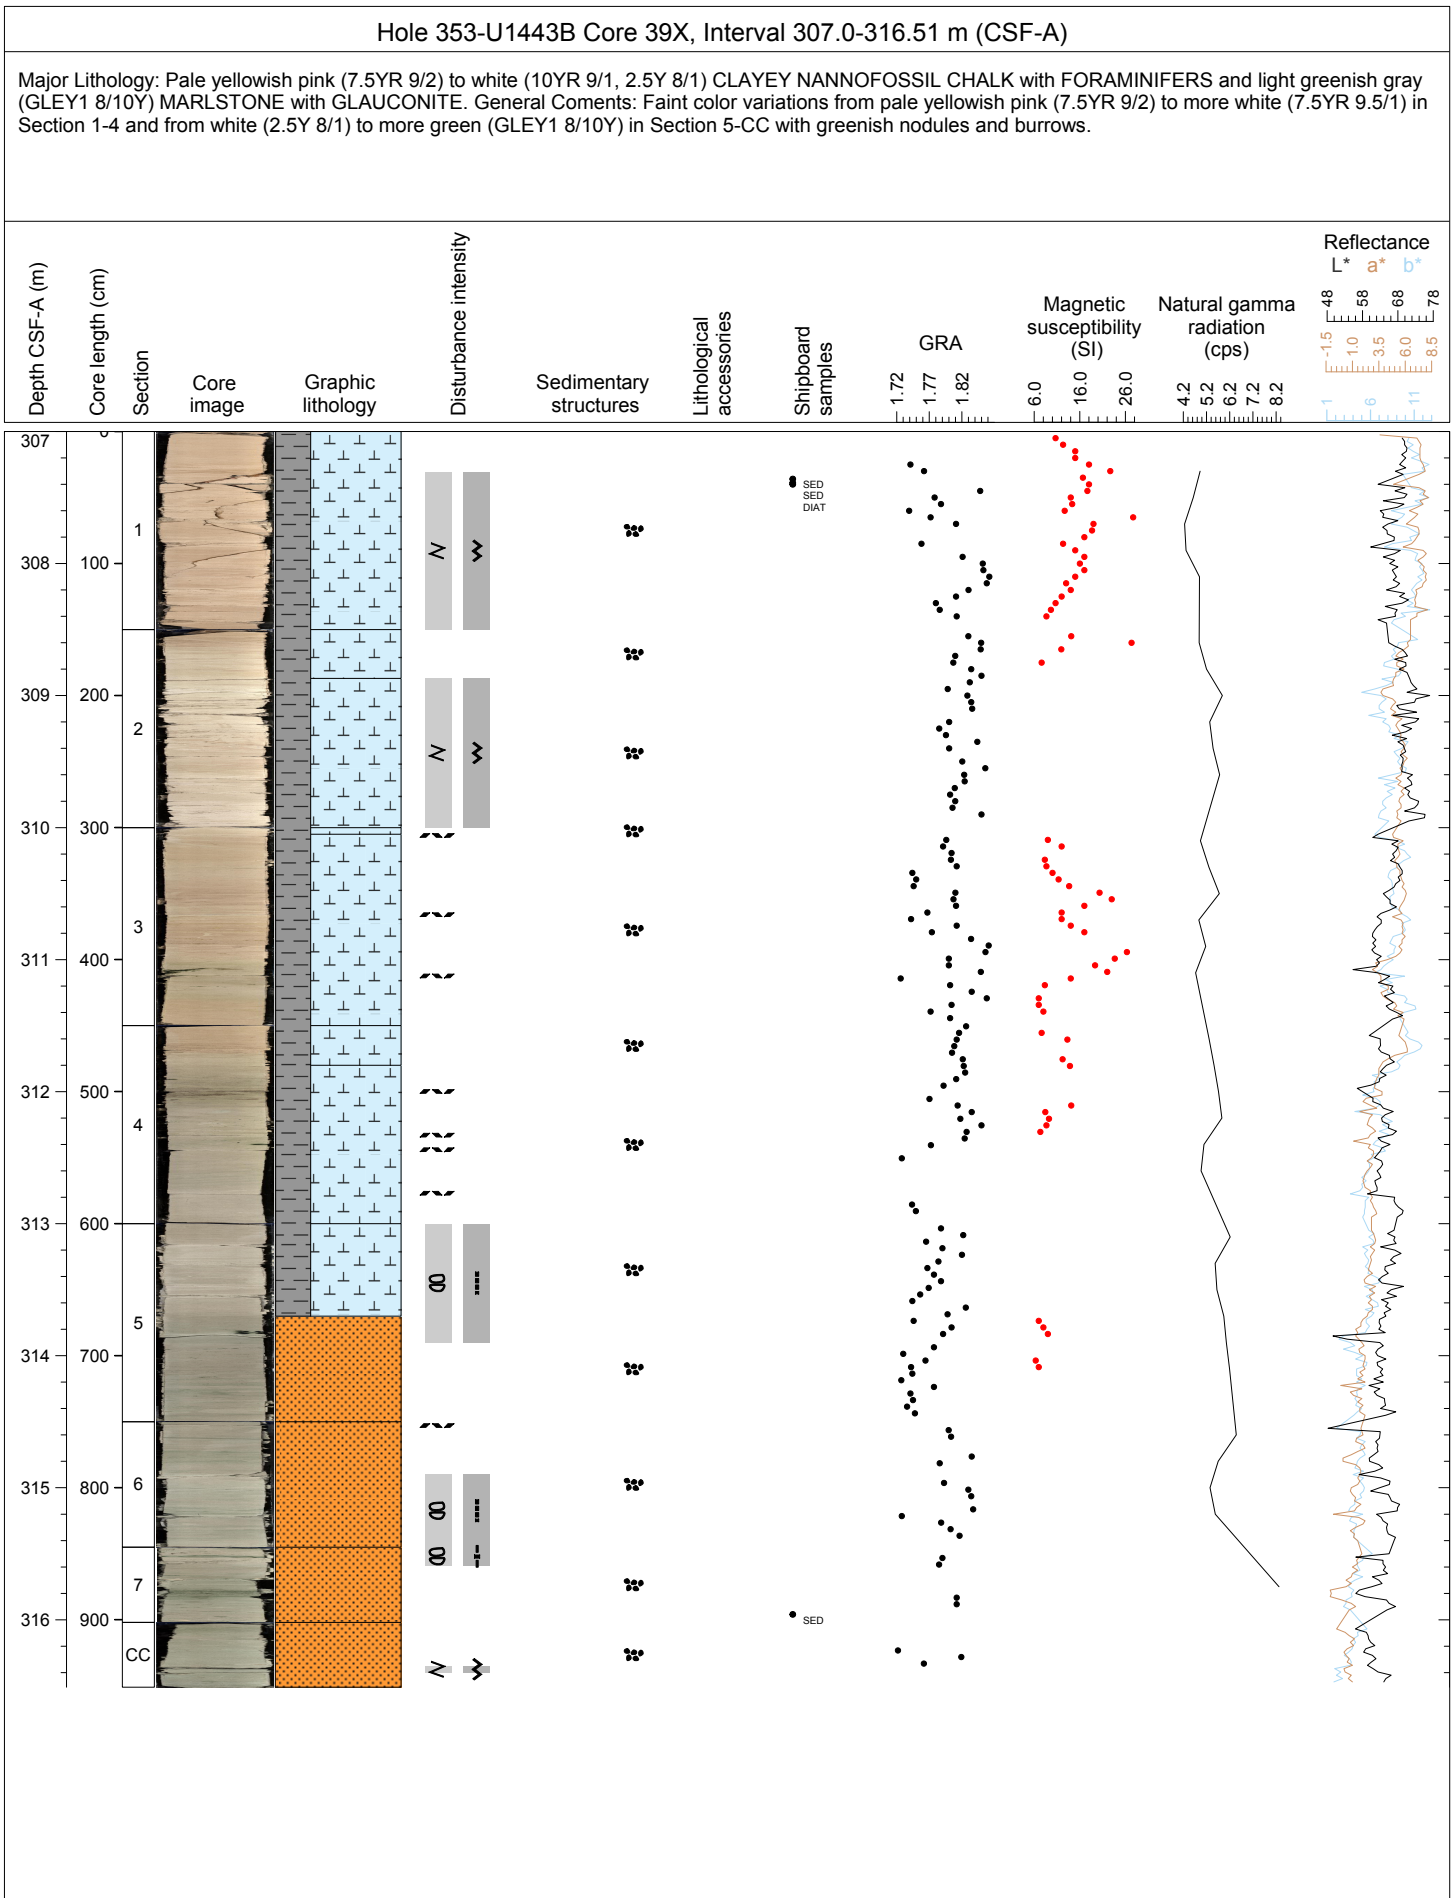 Hole 353-U1443B Core 39X, Interval 307.0-316.51 m (CSF-A)
Major Lithology: Pale yellowish pink (7.5YR 9/2) to white (10YR 9/1, 2.5Y 8/1) CLAYEY NANNOFOSSIL CHALK with FORAMINIFERS and light greenish gray
(GLEY1 8/10Y) MARLSTONE with GLAUCONITE. General Coments: Faint color variations from pale yellowish pink (7.5YR 9/2) to more white (7.5YR 9.5/1) in
Section 1-4 and from white (2.5Y 8/1) to more green (GLEY1 8/10Y) in Section 5-CC with greenish nodules and burrows.
Depth CSF-A (m)
Core length (cm)
Section
Core
image
Graphic
lithology
Disturbance intensity
Sedimentary
structures
Lithological
accessories
Shipboard
samples
GRA
1.72
1.77
1.82
Magnetic
susceptibility
(SI)
6.0
16.0
26.0
Natural gamma
radiation
(cps)
4.2
5.2
6.2
7.2
8.2
Reflectance
L* a* b*
48
58
68
78
-1.5
1.0
3.5
6.0
8.5
1
6
11
307
308
309
310
311
312
313
314
315
316
0
100
200
300
400
500
600
700
800
900
1
2
3
4
5
6
7
CC
SED
SED
DIAT
SED